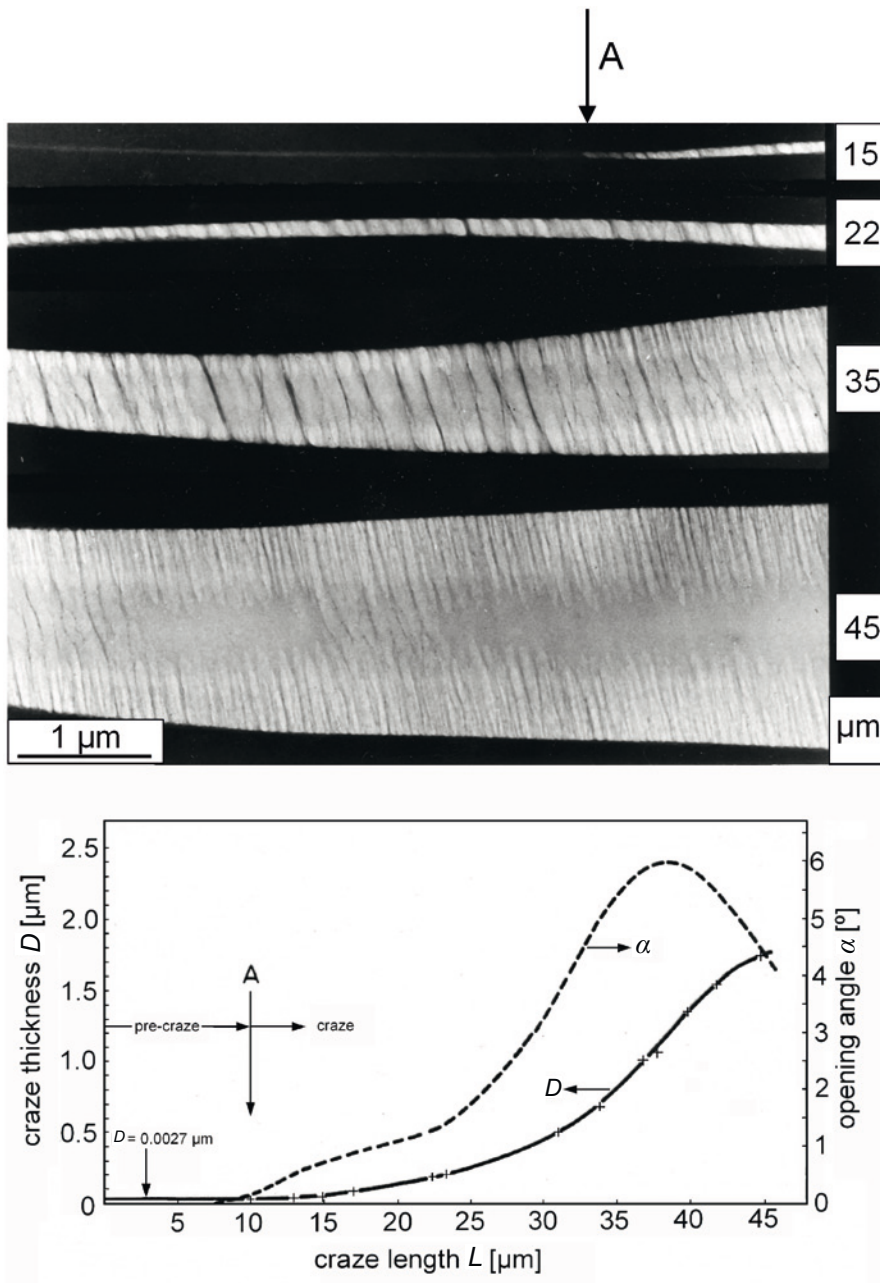 A
15
22
35
45
1 µm
µm
craze thickness D [µm]
2.5
2.0
1.5
1.0
0.5
0
A
pre-craze
craze
D = 0.0027 µm
α
D
6
5
4
3
2
1
0
opening angle α [º]
5
10
15
20
25
30
35
40
45
craze length L [µm]